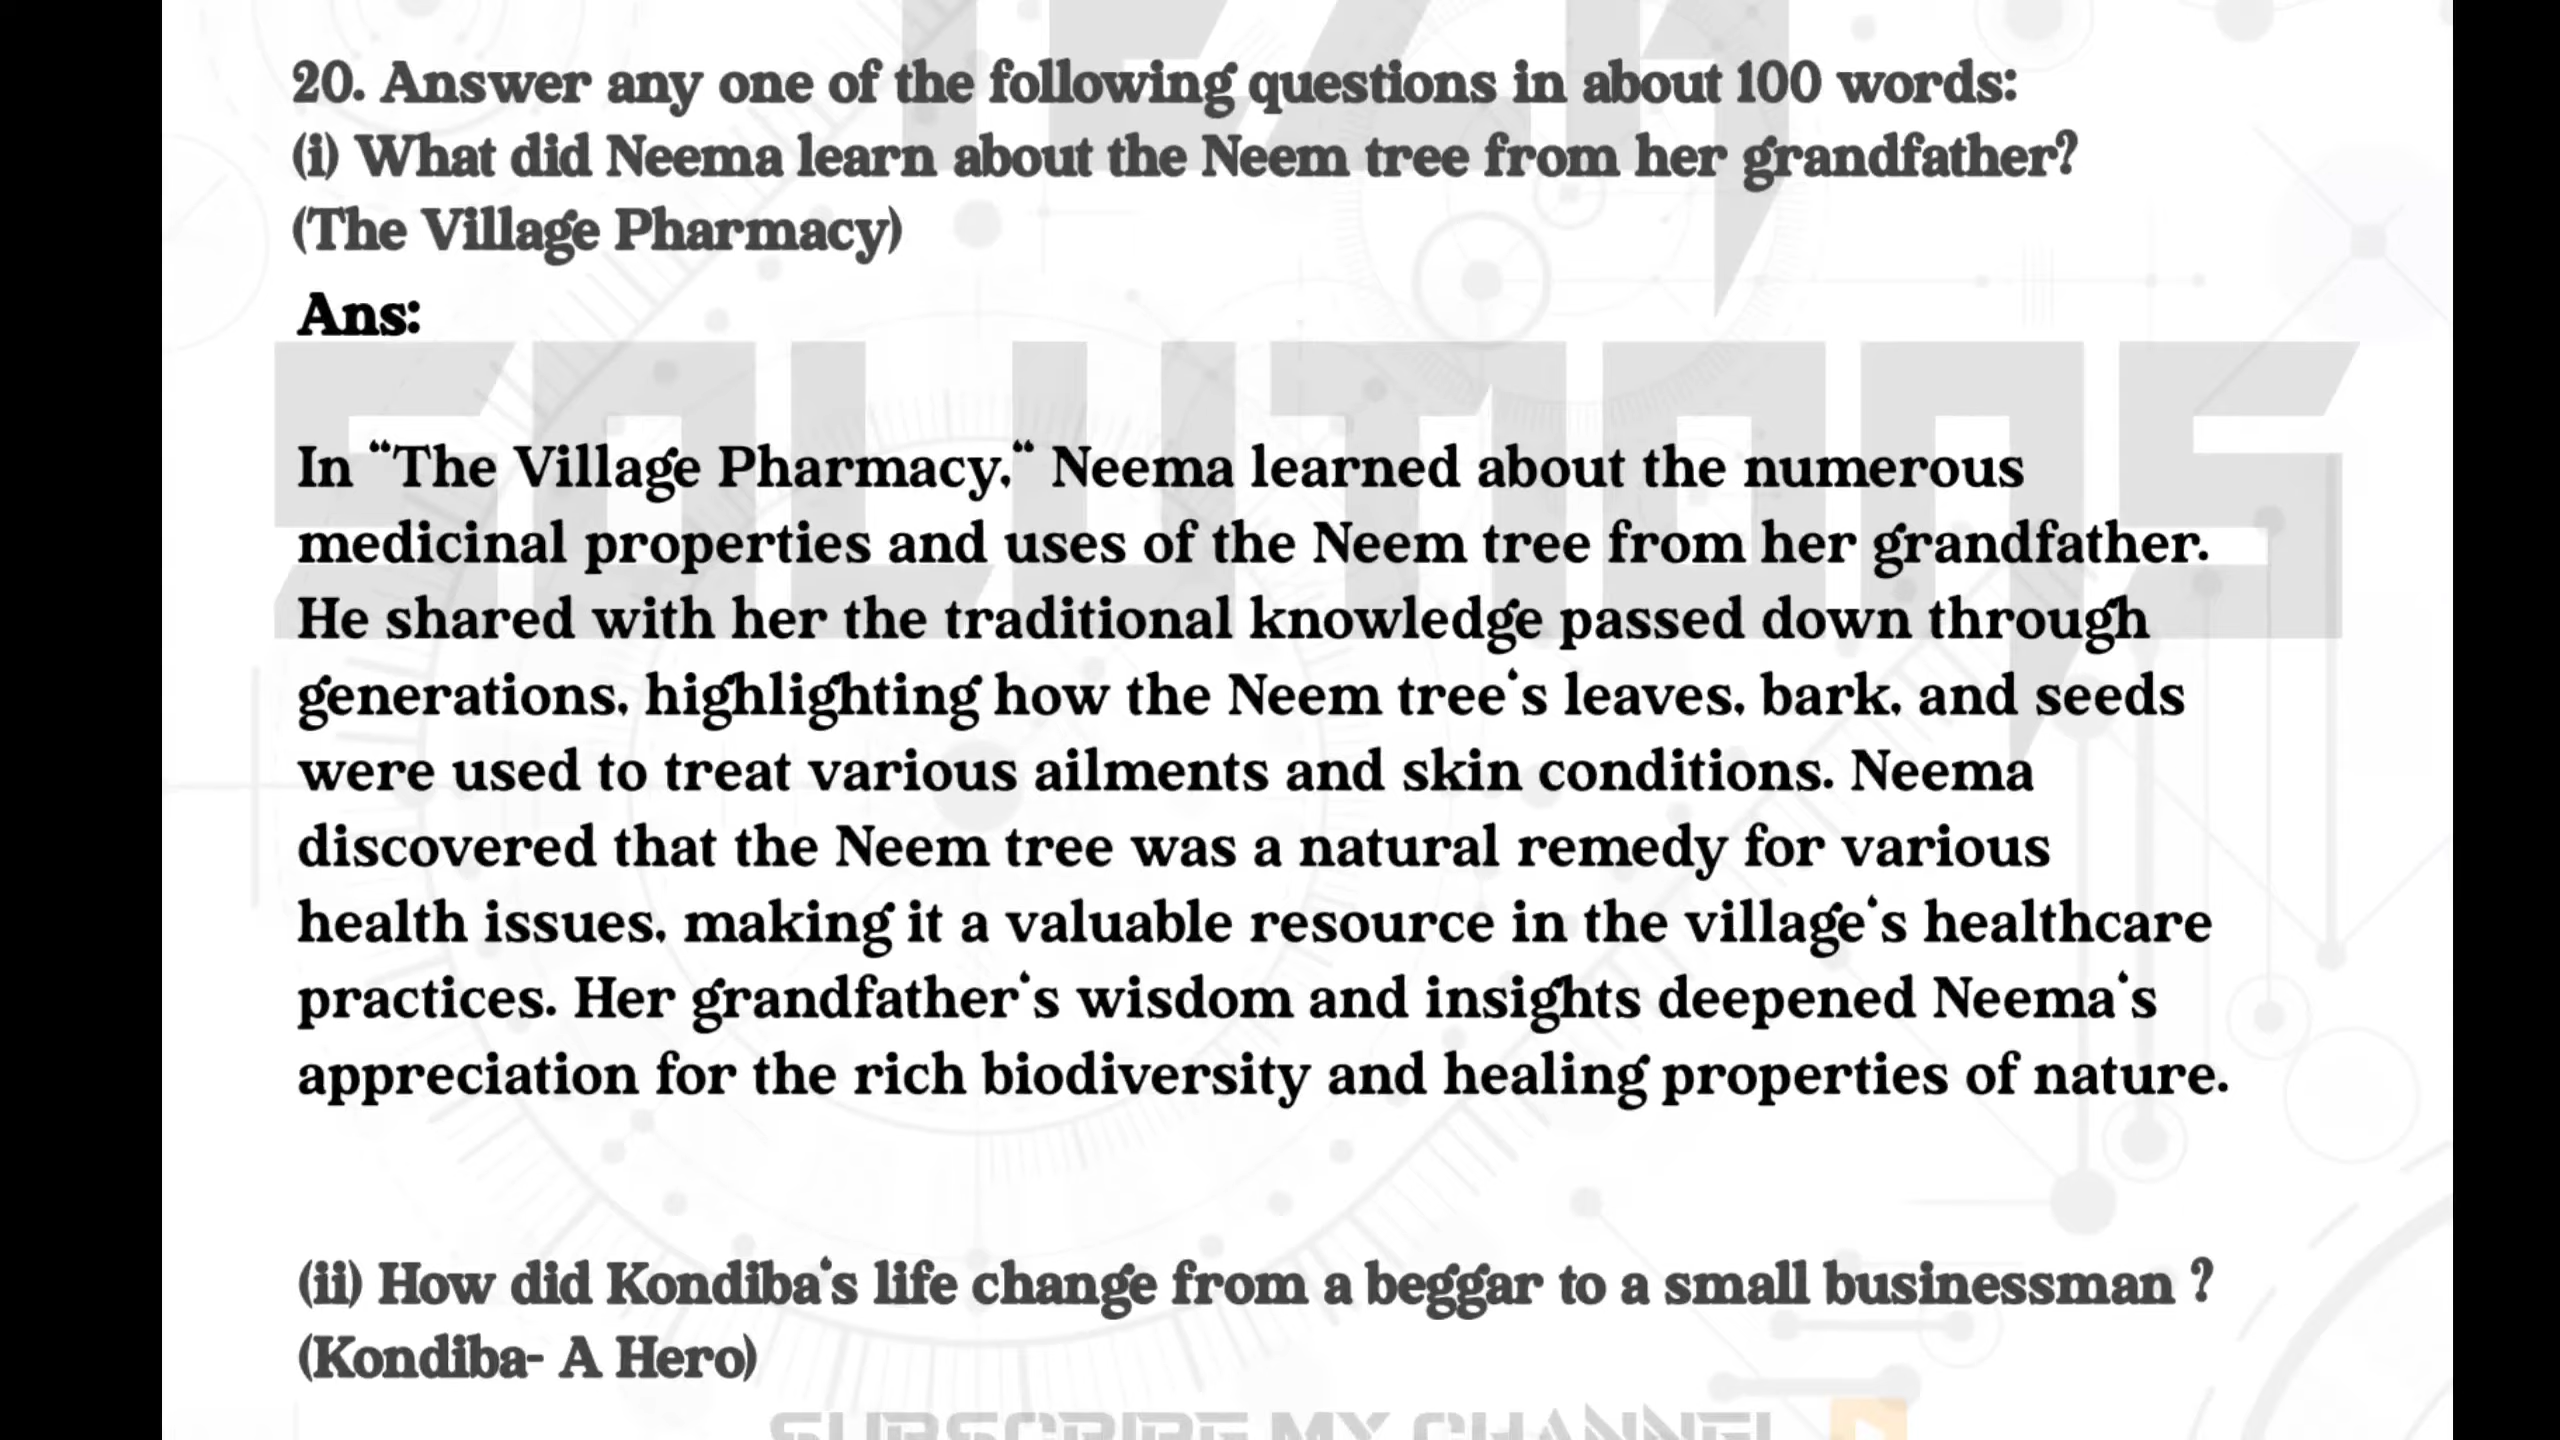 20. Answer any one of the following questions in about 100 words:
(i) What did Neema learn about the Neem tree from her grandfather?
(The Village Pharmacy)
Ans:
SOLUTIONS
In “The Village Pharmacy,“ Neema learned about the numerous
medicinal properties and uses of the Neem tree from her grandfather.
He shared with her the traditional knowledge passed down through
generations, highlighting how the Neem tree‘s leaves, bark, and seeds
were used to treat various ailments and skin conditions. Neema
discovered that the Neem tree was a natural remedy for various
health issues, making it a valuable resource in the village‘s healthcare
practices. Her grandfather‘s wisdom and insights deepened Neema‘s
appreciation for the rich biodiversity and healing properties of nature.
(ii) How did Kondiba‘s life change from a beggar to a small businessman ?
(Kondiba- A Hero)
SUBSCRIBE MY CHANNEL